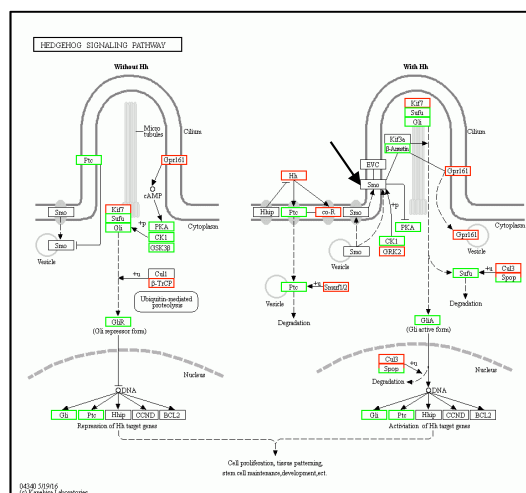 HEDGEHOG SIGNALING PATHWAY
Without Hh
With Hh
Micro
tubules
Cilium
Ptc
Gpr161
cAMP
Smo
Kif7
Sufu
Gli
+p
PKA
CK1
GSK3β
Cytoplasm
Smo
Vesicle
+u
Cul1
β-TrCP
Ubiquitin-mediated
proteolysis
GliR
(Gli repressor form)
Nucleus
DNA
Gli
Ptc
Hhip
CCND
BCL2
Repression of Hh target genes
Kif7
Sufu
Gli
Cilium
Kif3a
β-Arrestin
EVC
Smo
Gpr161
Hh
Hhip
Ptc
co-R
Smo
PKA
+p
CK1
GRK2
Smo
Vesicle
Cytoplasm
Gpr161
Vesicle
Ptc
+u
Smurf1/2
Vesicle
Degradation
Sufu
+u
Cul3
Spop
Degradation
GliA
(Gli active form)
Cul3
Spop
+u
Degradation
Nucleus
DNA
Gli
Ptc
Hhip
CCND
BCL2
Activiation of Hh target genes
Cell proliferation, tissue patterning,
stem cell maintenance,development,ect.
04340 5/19/16
(c) Kanehisa Laboratories